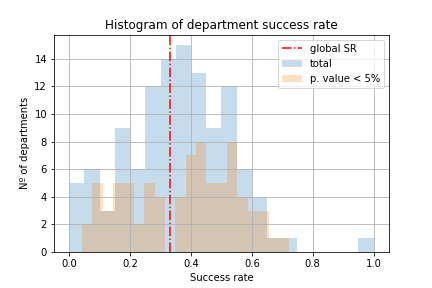 Histogram of department success rate
global SR
total
p. value < 5%
Nº of departments
14
12
10
8
6
4
2
0
0.0 0.2 0.4 0.6 0.8 1.0
Success rate